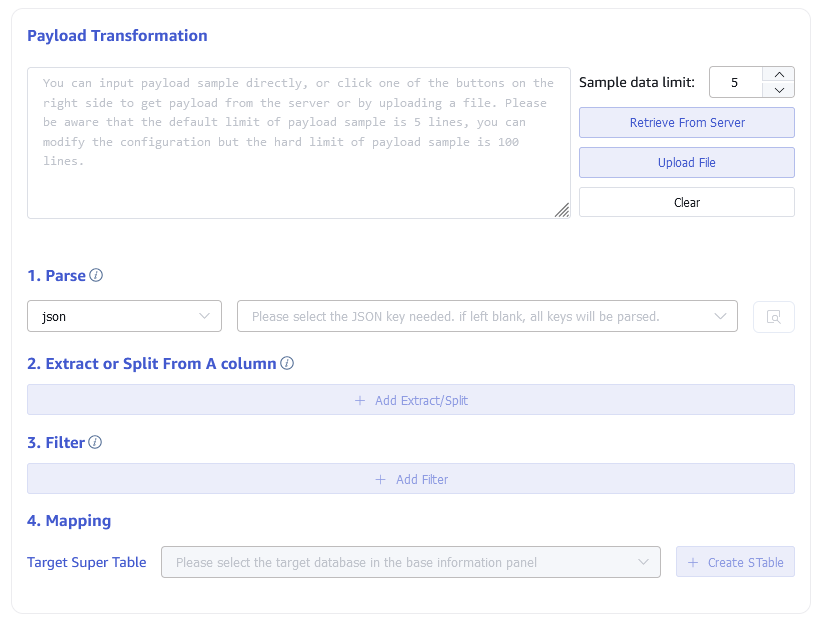 Payload Transformation
You can input payload sample directly, or click one of the buttons on the
right side to get payload from the server or by uploading a file. Please
be aware that the default limit of payload sample is 5 lines, you can
modify the configuration but the hard limit of payload sample is 100
lines.
Sample data limit: 5
Retrieve From Server
Upload File
Clear
1. Parse
json Please select the JSON key needed. if left blank, all keys will be parsed.
2. Extract or Split From A column
+ Add Extract/Split
3. Filter
+ Add Filter
4. Mapping
Target Super Table Please select the target database in the base information panel + Create STable